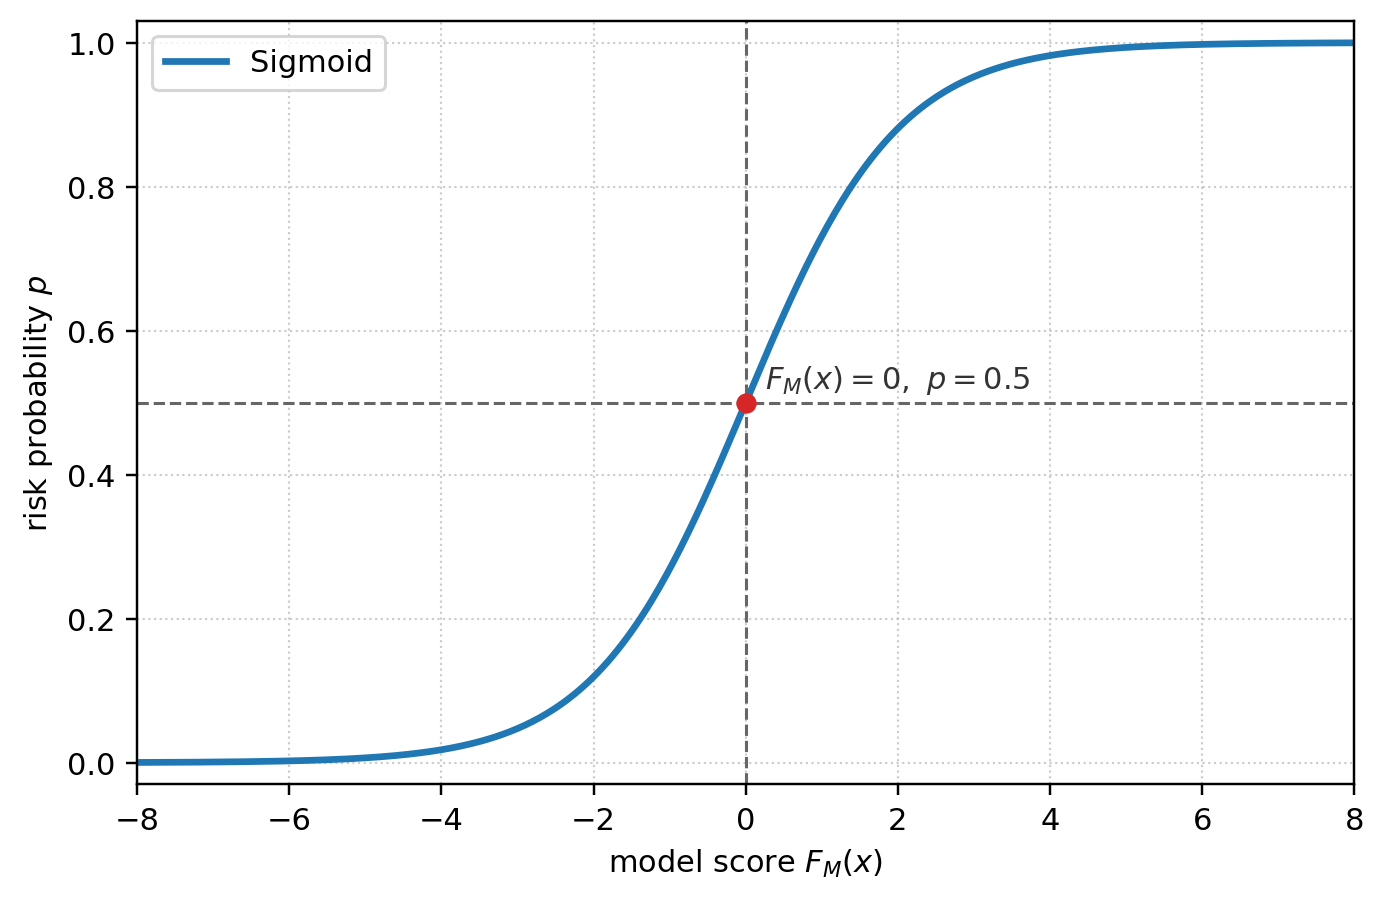 1.0
Sigmoid
0.8
0.6
F_M(x) = 0, p = 0.5
0.4
0.2
0.0
risk probability p
−8 −6 −4 −2 0 2 4 6 8
model score F_M(x)